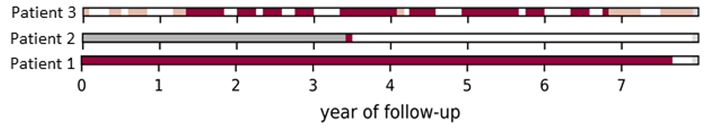 Patient 3
Patient 2
Patient 1
0 1 2 3 4 5 6 7
year of follow-up